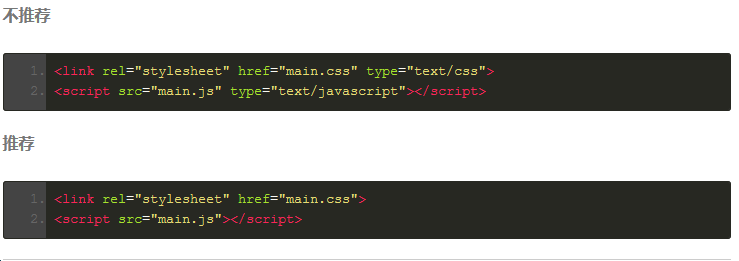 不推荐
1. <link rel="stylesheet" href="main.css" type="text/css">
2. <script src="main.js" type="text/javascript"></script>
推荐
1. <link rel="stylesheet" href="main.css">
2. <script src="main.js"></script>